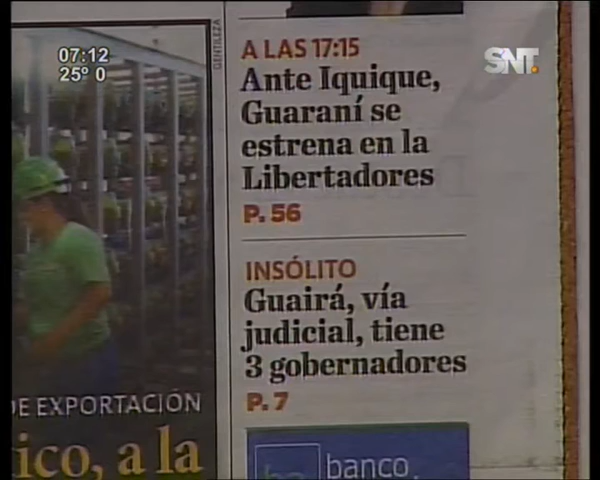 07:12
25° 0
SNT.
GENTILEZA
A LAS 17:15
Ante Iquique,
Guaraní se
estrena en la
Libertadores
P. 56
INSÓLITO
Guairá, vía
judicial, tiene
3 gobernadores
P. 7
DE EXPORTACIÓN
ico, a la
banco